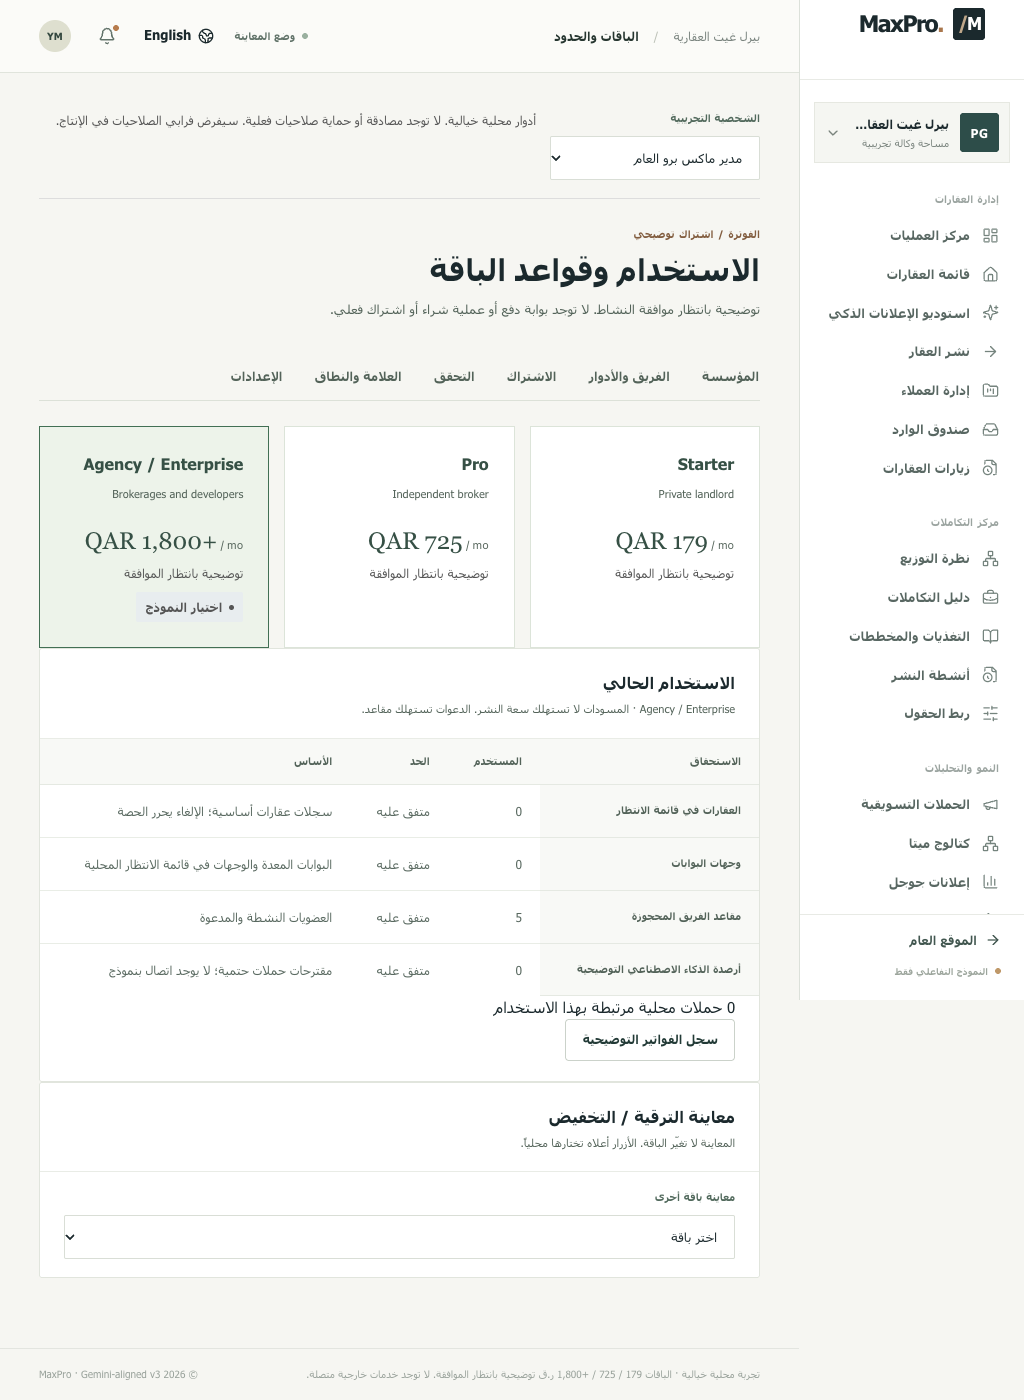 MaxPro.
/M
بيرل غيت العقارية / الباقات والحدود
وضع المعاينة
English
YM
PG
بيرل غيت العقا...
مساحة وكالة تجريبية
إدارة العقارات
مركز العمليات
قائمة العقارات
استوديو الإعلانات الذكي
نشر العقار
إدارة العملاء
صندوق الوارد
زيارات العقارات
مركز التكاملات
نظرة التوزيع
دليل التكاملات
التغذيات والمخططات
أنشطة النشر
ربط الحقول
النمو والتحليلات
الحملات التسويقية
كتالوج ميتا
إعلانات جوجل
الموقع العام
النموذج التفاعلي فقط
الشخصية التجريبية
مدير ماكس برو العام
أدوار محلية خيالية. لا توجد مصادقة أو حماية صلاحيات فعلية. سيفرض فرابي الصلاحيات في الإنتاج.
الفوترة / اشتراك توضيحي
الاستخدام وقواعد الباقة
توضيحية بانتظار موافقة النشاط. لا توجد بوابة دفع أو عملية شراء أو اشتراك فعلي.
المؤسسة
الفريق والأدوار
الاشتراك
التحقق
العلامة والنطاق
الإعدادات
Starter
Private landlord
QAR 179 / mo
توضيحية بانتظار الموافقة
Pro
Independent broker
QAR 725 / mo
توضيحية بانتظار الموافقة
Agency / Enterprise
Brokerages and developers
QAR 1,800+ / mo
توضيحية بانتظار الموافقة
• اختيار النموذج
الاستخدام الحالي
Agency / Enterprise · المسودات لا تستهلك سعة النشر. الدعوات تستهلك مقاعد.
الاستحقاق المستخدم الحد الأساس
العقارات في قائمة الانتظار 0 متفق عليه سجلات عقارات أساسية؛ الإلغاء يحرر الحصة
وجهات البوابات 0 متفق عليه البوابات المعدة والوجهات في قائمة الانتظار المحلية
مقاعد الفريق المحجوزة 5 متفق عليه العضويات النشطة والمدعوة
أرصدة الذكاء الاصطناعي التوضيحية 0 متفق عليه مقترحات حملات حتمية؛ لا يوجد اتصال بنموذج
0 حملات محلية مرتبطة بهذا الاستخدام
سجل الفواتير التوضيحية
معاينة الترقية / التخفيض
المعاينة لا تغيّر الباقة. الأزرار أعلاه تختارها محلياً.
معاينة باقة أخرى
اختر باقة
تجربة محلية خيالية · الباقات 179 / 725 / 1,800+ ر.ق توضيحية بانتظار الموافقة. لا توجد خدمات خارجية متصلة.
© 2026 MaxPro · Gemini-aligned v3